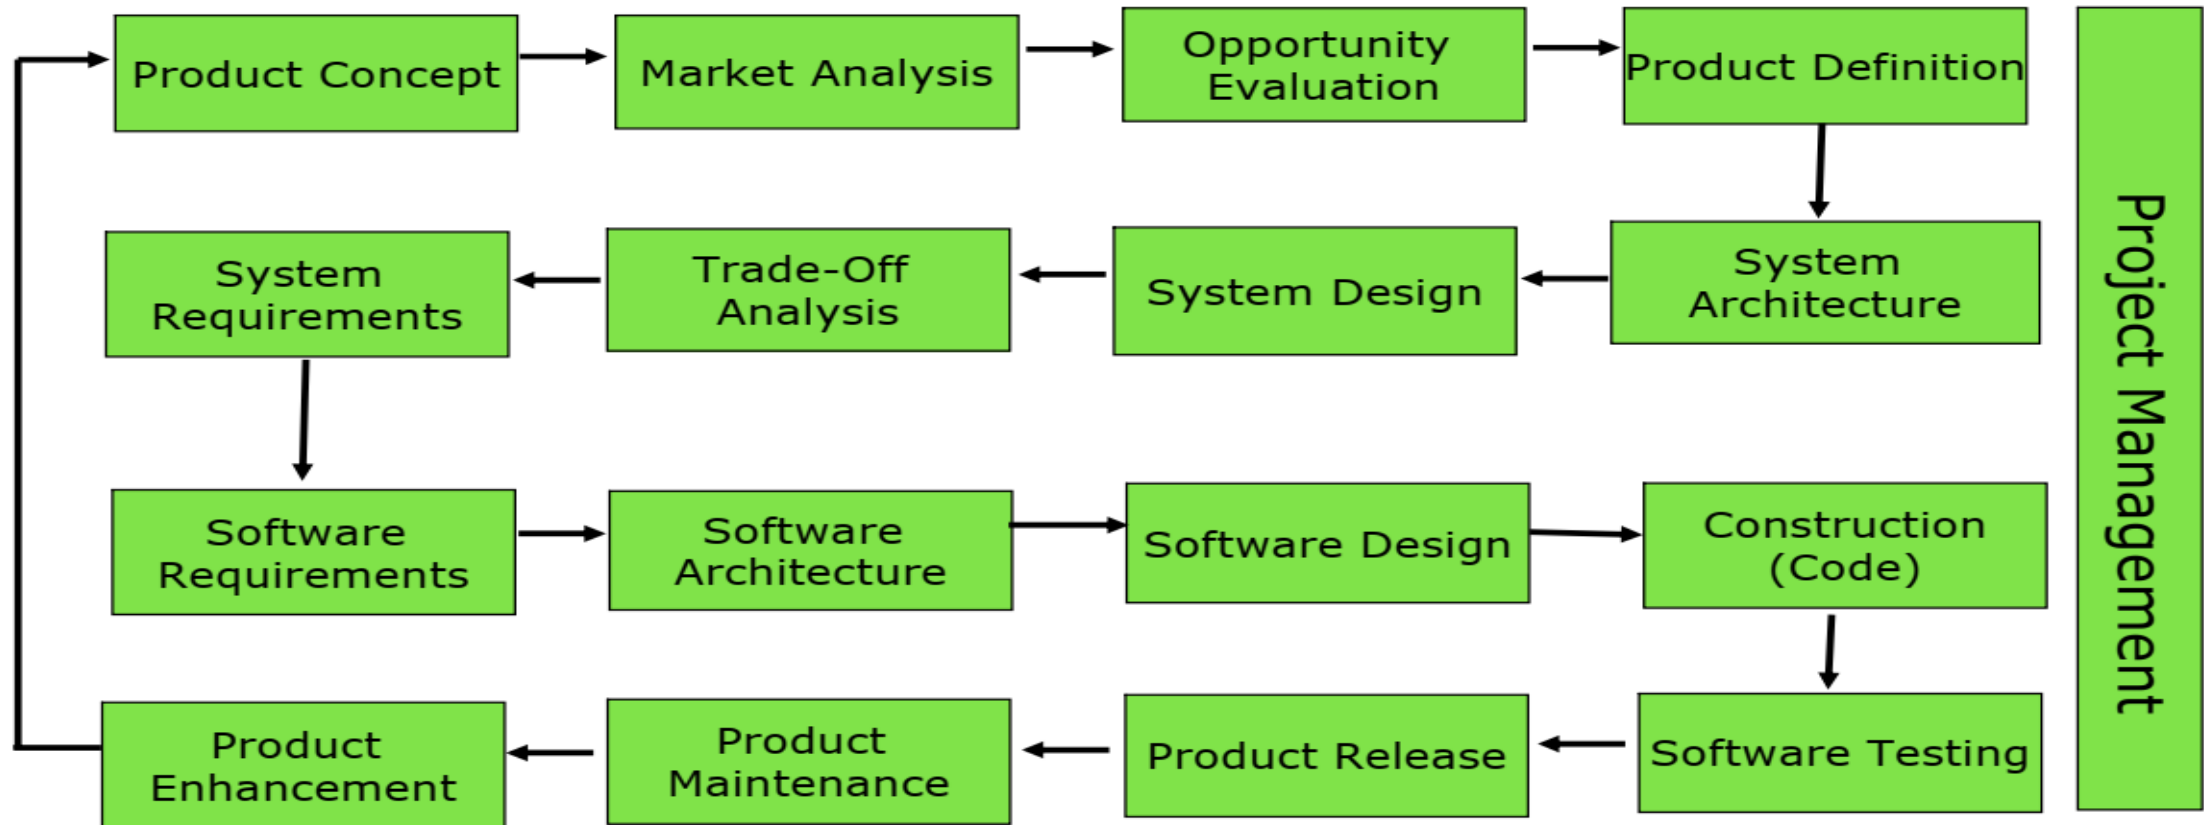 Product Concept
Market Analysis
Opportunity
Evaluation
Product Definition
System
Requirements
Trade-Off
Analysis
System Design
System
Architecture
Software
Requirements
Software
Architecture
Software Design
Construction
(Code)
Product
Enhancement
Product
Maintenance
Product Release
Software Testing
Project Management